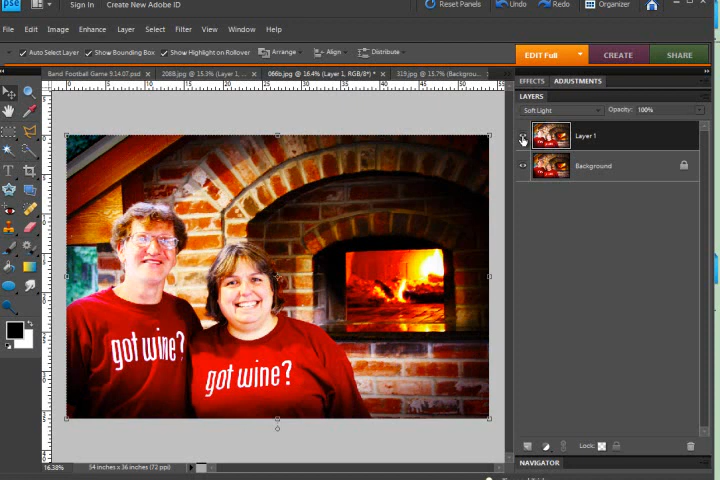 pse
Sign In Create New Adobe ID
Reset Panels Undo Redo Organizer
File Edit Image Enhance Layer Select Filter View Window Help
Auto Select Layer Show Bounding Box Show Highlight on Rollover Arrange Align Distribute
EDIT Full CREATE SHARE
Band Football Game 9.14.07.psd × 208B.jpg @ 15.3% (Layer 1, ... × 066b.jpg @ 16.4% (Layer 1, RGB/8*) * × 319.jpg @ 15.7% (Backgrou...
EFFECTS ADJUSTMENTS
LAYERS
Soft Light Opacity: 100%
Layer 1
Background
got wine?
got wine?
Lock:
16.38% 54 inches x 36 inches (72 ppi)
NAVIGATOR